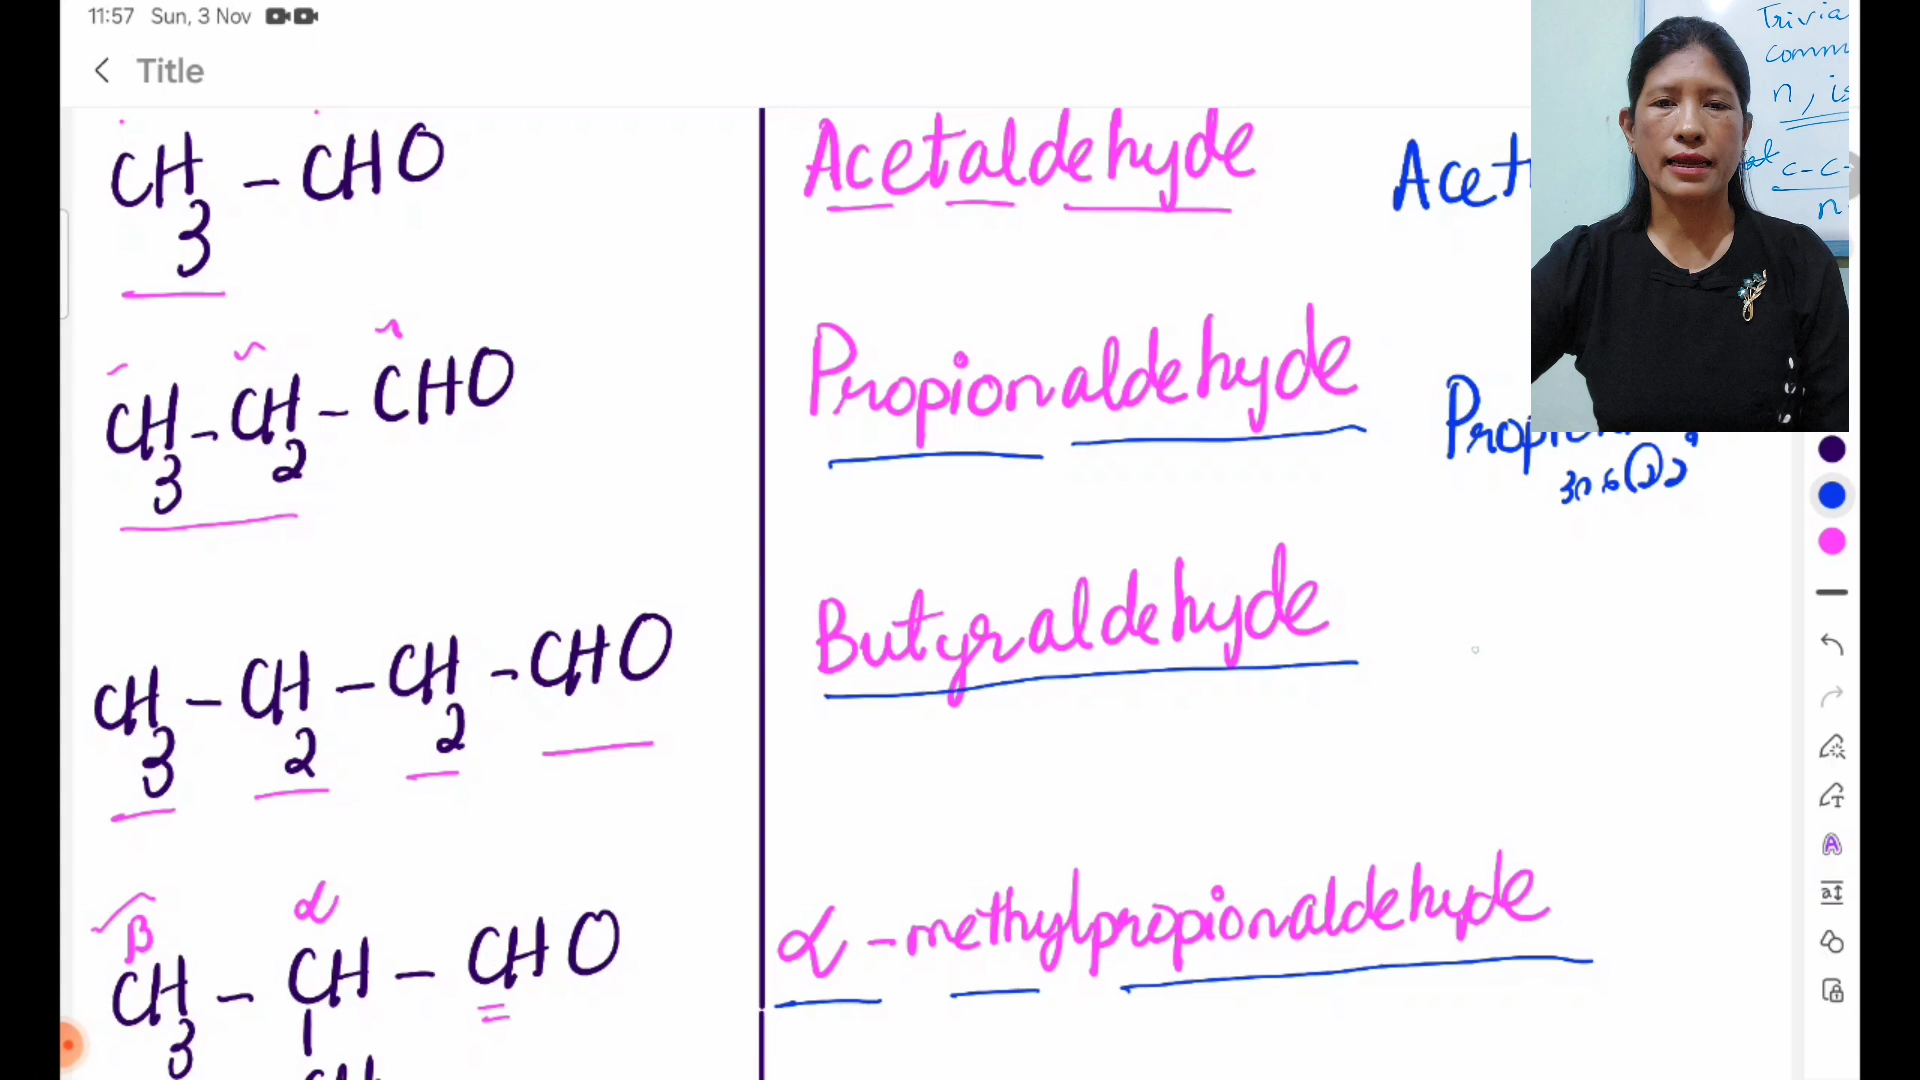 11:57 Sun, 3 Nov
Title
CH3 - CHO
Acetaldehyde
Acet
CH3 - CH2 - CHO
Propionaldehyde
CH3 - CH2 - CH2 - CHO
Butyraldehyde
β α
CH3 - CH - CHO
α-methylpropionaldehyde
Trivia
comm
n, is
C-C-
n